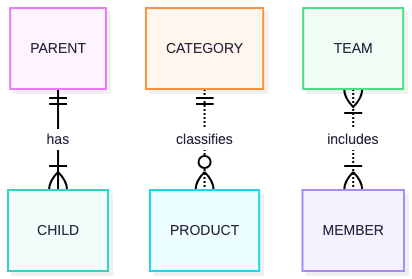 PARENT
CATEGORY
TEAM
has
classifies
includes
CHILD
PRODUCT
MEMBER